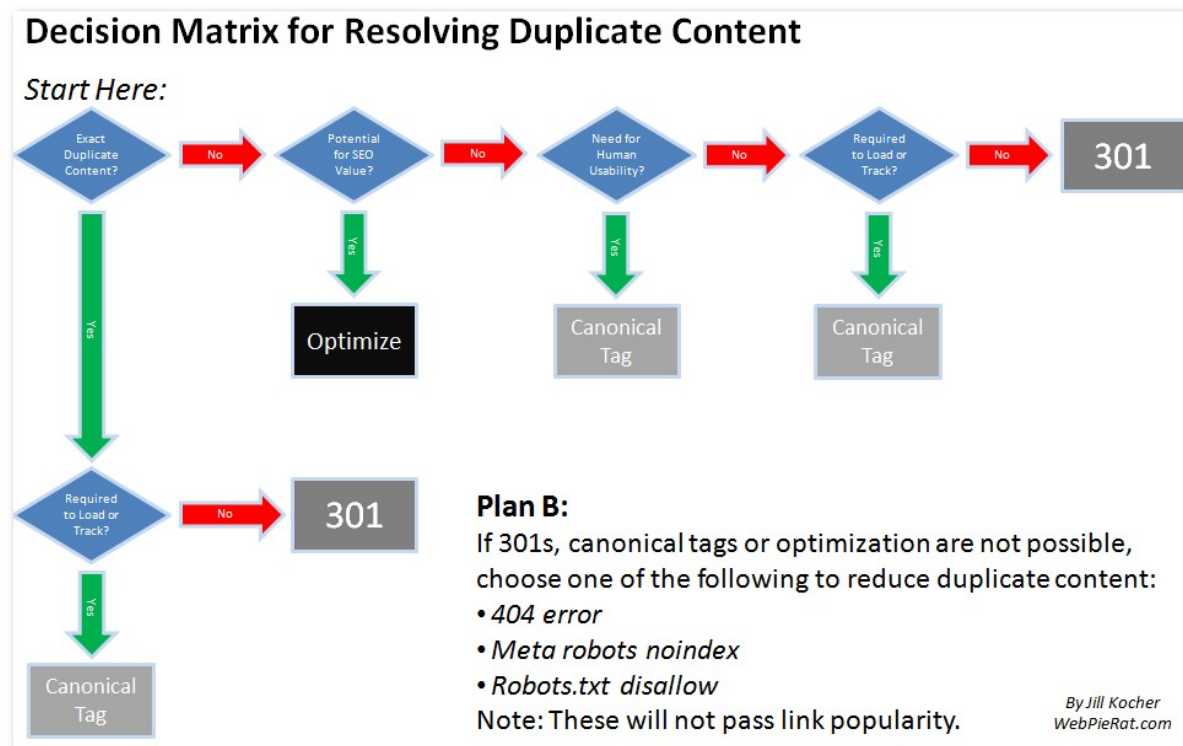 Decision Matrix for Resolving Duplicate Content
Start Here:
Exact
Duplicate
Content?
No
Potential
for SEO
Value?
No
Need for
Human
Usability?
No
Required
to Load or
Track?
No
301
Yes
Yes
Yes
Yes
Optimize
Canonical
Tag
Canonical
Tag
Required
to Load or
Track?
No
301
Yes
Canonical
Tag
Plan B:
If 301s, canonical tags or optimization are not possible,
choose one of the following to reduce duplicate content:
• 404 error
• Meta robots noindex
• Robots.txt disallow
Note: These will not pass link popularity.
By Jill Kocher
WebPieRat.com